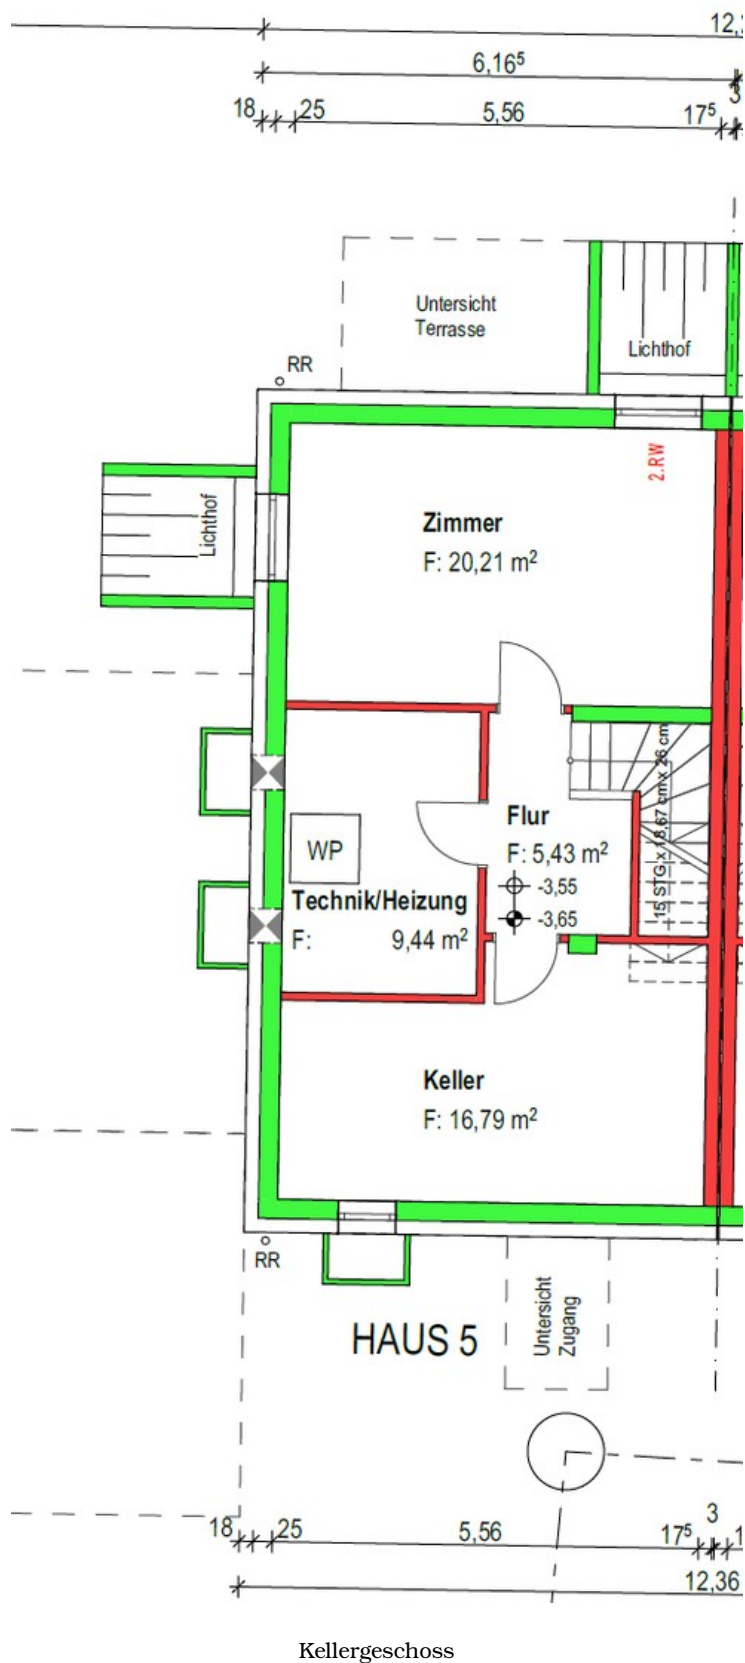 12,
6,16⁵
3
18
25
5,56
17⁵
Untersicht
Terrasse
Lichthof
RR
2.RW
Lichthof
Zimmer
F: 20,21 m²
15 STG x 18,67 cm x 26 cm
Flur
F: 5,43 m²
WP
-3,55
Technik/Heizung
-3,65
F: 9,44 m²
Keller
F: 16,79 m²
RR
Untersicht
Zugang
HAUS 5
3
18
25
5,56
17⁵
1
12,36
Kellergeschoss